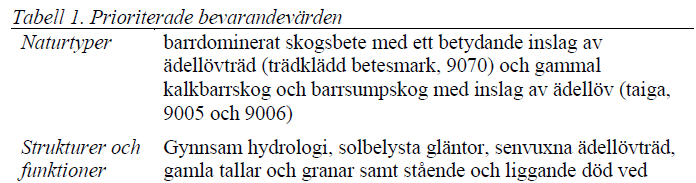 Tabell 1. Prioriterade bevarandevärden
Naturtyper barrdominerat skogsbete med ett betydande inslag av
ädellövträd (trädklädd betesmark, 9070) och gammal
kalkbarrskog och barrsumpskog med inslag av ädellöv (taiga,
9005 och 9006)
Strukturer och Gynnsam hydrologi, solbelysta gläntor, senvuxna ädellövträd,
funktioner gamla tallar och granar samt stående och liggande död ved